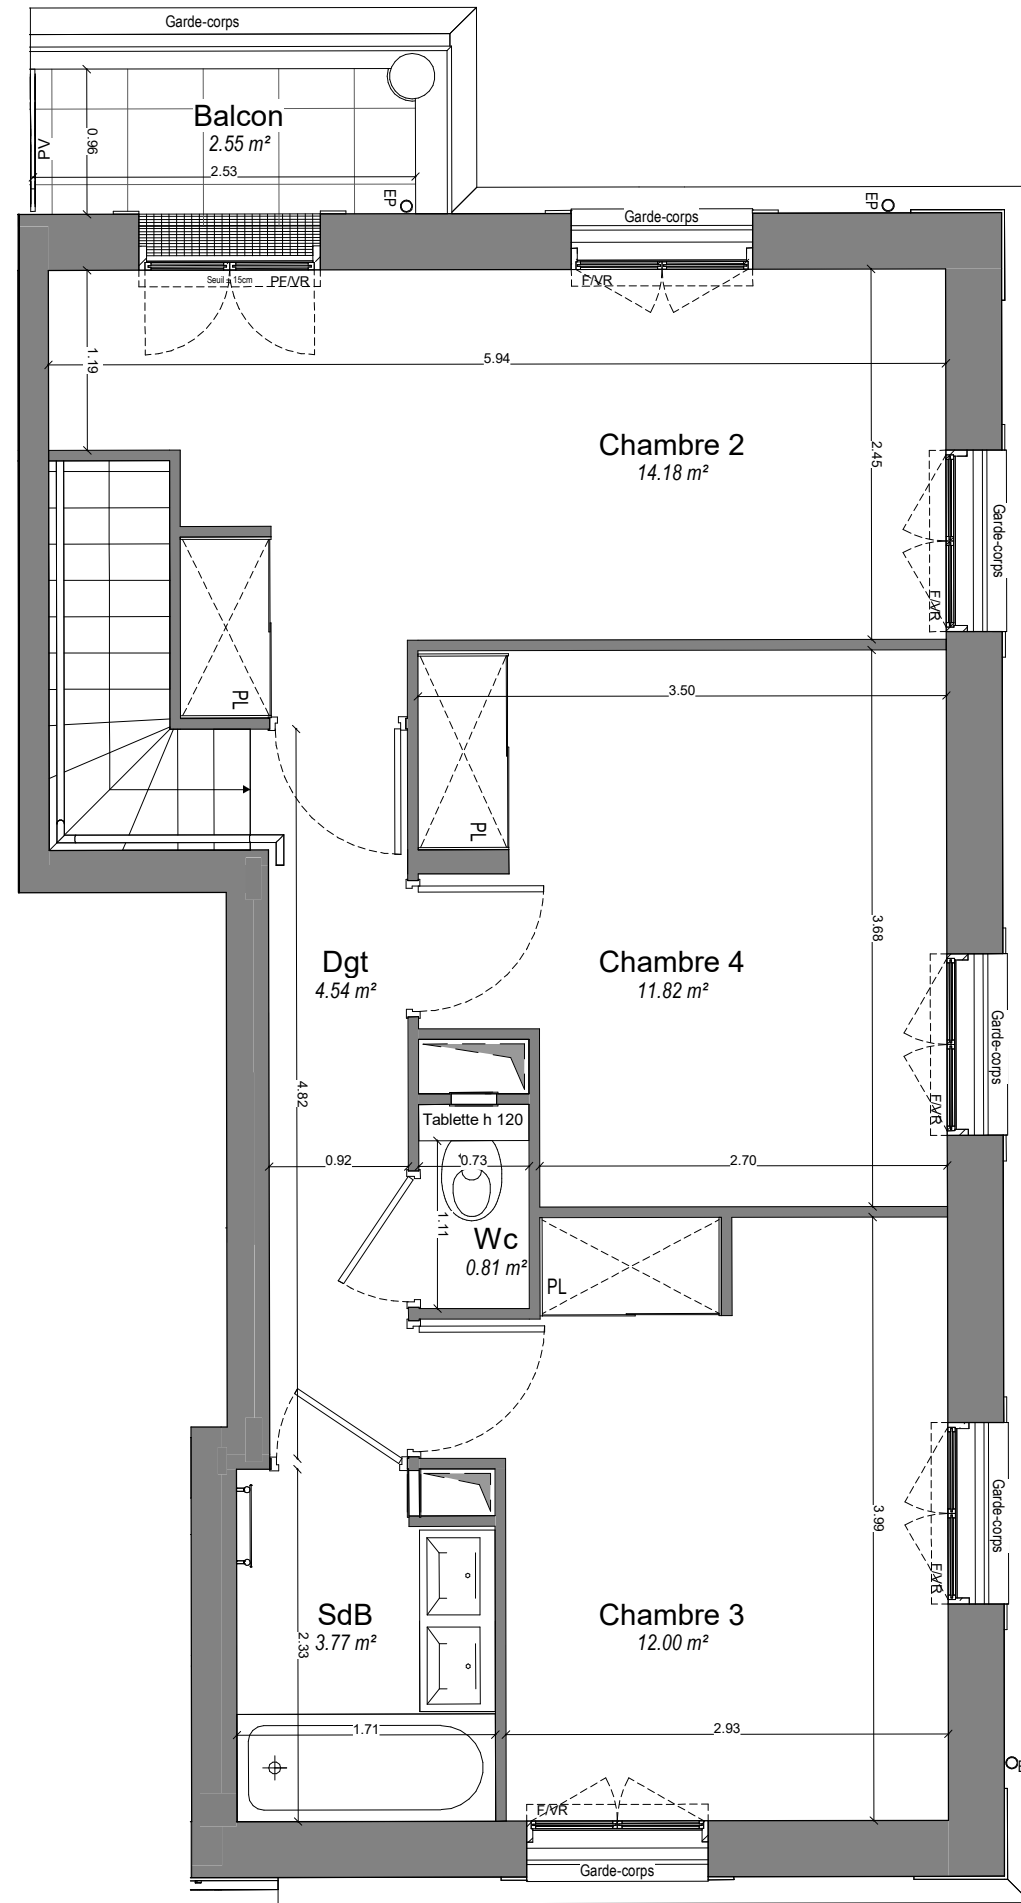 Garde-corps
Balcon
2.55 m²
0.96
PV
2.53
EP
EP
Garde-corps
Seuil ≥ 15cm
PF/VR
F/VR
1.19
5.94
Chambre 2
14.18 m²
2.45
Garde-corps
F/VR
PL
3.50
PL
3.68
Dgt
4.54 m²
Chambre 4
11.82 m²
Garde-corps
F/VR
4.82
Tablette h 120
0.92
0.73
2.70
1.11
Wc
0.81 m²
PL
Garde-corps
F/VR
3.99
SdB
3.77 m²
2.33
Chambre 3
12.00 m²
1.71
2.93
F/VR
Garde-corps